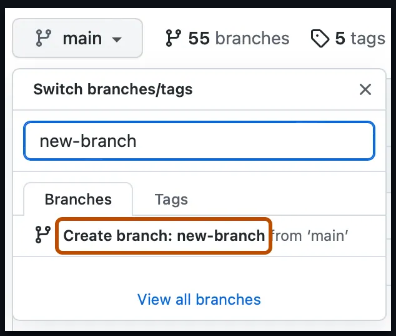 main 55 branches 5 tags
Switch branches/tags
new-branch
Branches Tags
Create branch: new-branch from ‘main’
View all branches